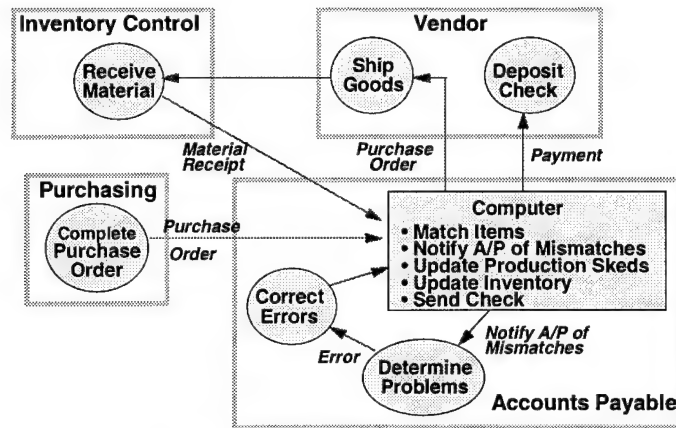 Inventory Control
Vendor
Receive
Material
Ship
Goods
Deposit
Check
Material
Receipt
Purchase
Order
Payment
Purchasing
Complete
Purchase
Order
Purchase
Order
Computer
• Match Items
• Notify A/P of Mismatches
• Update Production Skeds
• Update Inventory
• Send Check
Correct
Errors
Error
Determine
Problems
Notify A/P of
Mismatches
Accounts Payable